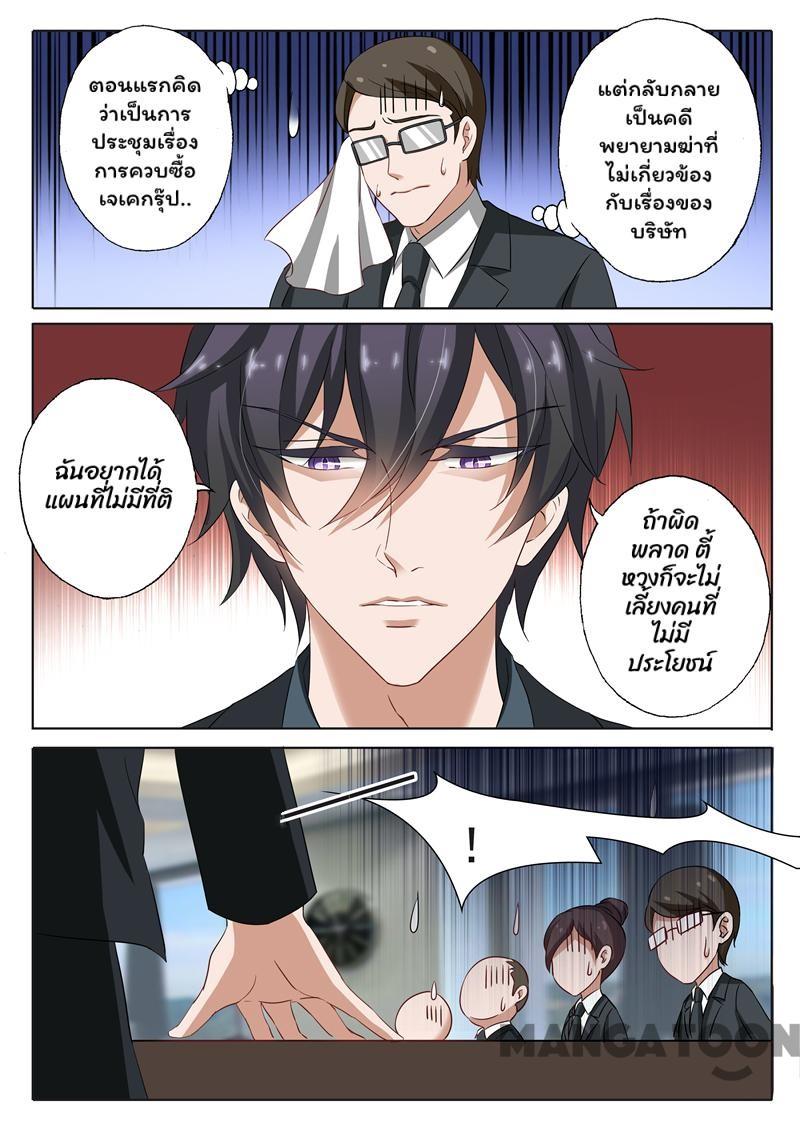 ตอนแรกคิด
ว่าเป็นการ
ประชุมเรื่อง
การควบซื้อ
เจเคกรุ๊ป..
แต่กลับกลาย
เป็นคดี
พยายามฆ่าที่
ไม่เกี่ยวข้อง
กับเรื่องของ
บริษัท
ฉันอยากได้
แผนที่ไม่มีที่ติ
ถ้าผิด
พลาด ตี้
หวงก็จะไม่
เลี้ยงคนที่
ไม่มี
ประโยชน์
!
MANGATOON